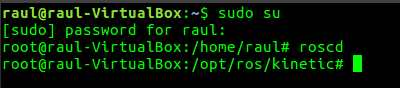 raul@raul-VirtualBox:~$ sudo su
[sudo] password for raul:
root@raul-VirtualBox:/home/raul# roscd
root@raul-VirtualBox:/opt/ros/kinetic#